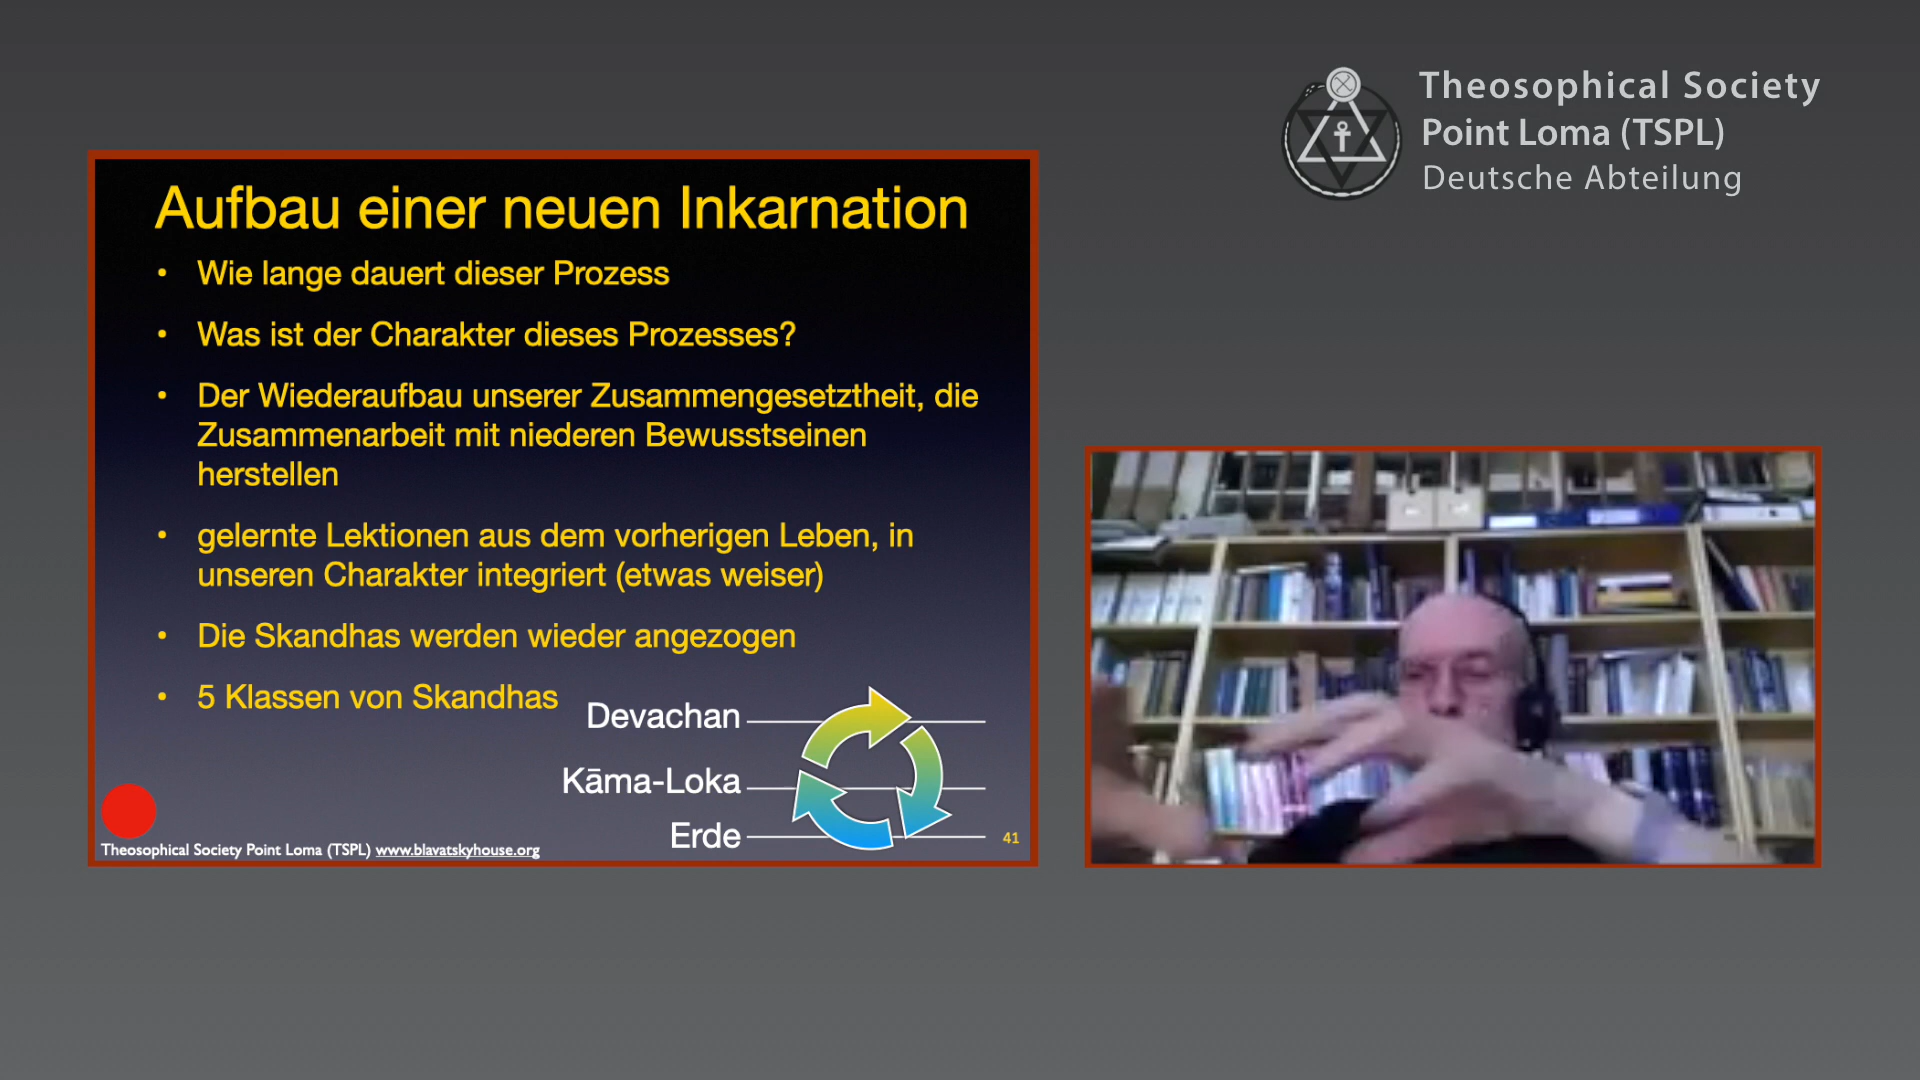 Theosophical Society
Point Loma (TSPL)
Deutsche Abteilung
Aufbau einer neuen Inkarnation
• Wie lange dauert dieser Prozess
• Was ist der Charakter dieses Prozesses?
• Der Wiederaufbau unserer Zusammengesetztheit, die
Zusammenarbeit mit niederen Bewusstseinen
herstellen
• gelernte Lektionen aus dem vorherigen Leben, in
unseren Charakter integriert (etwas weiser)
• Die Skandhas werden wieder angezogen
• 5 Klassen von Skandhas
Devachan
Kāma-Loka
Erde
41
Theosophical Society Point Loma (TSPL) www.blavatskyhouse.org